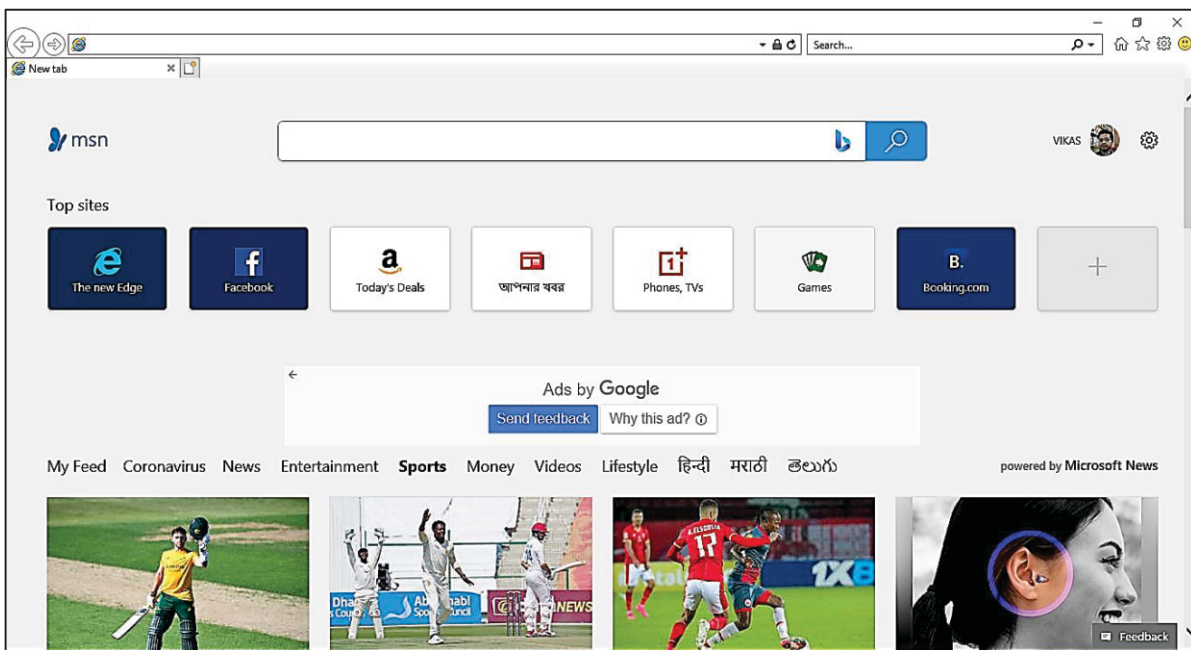 Search...
New tab
msn
VIKAS
Top sites
The new Edge
Facebook
Today's Deals
আপনার খবর
Phones, TVs
Games
B.
Booking.com
Ads by Google
Send feedback
Why this ad?
My Feed Coronavirus News Entertainment Sports Money Videos Lifestyle हिन्दी मराठी తెలుగు
powered by Microsoft News
A.ELSOULIA
17
1XB
NEWS
Feedback